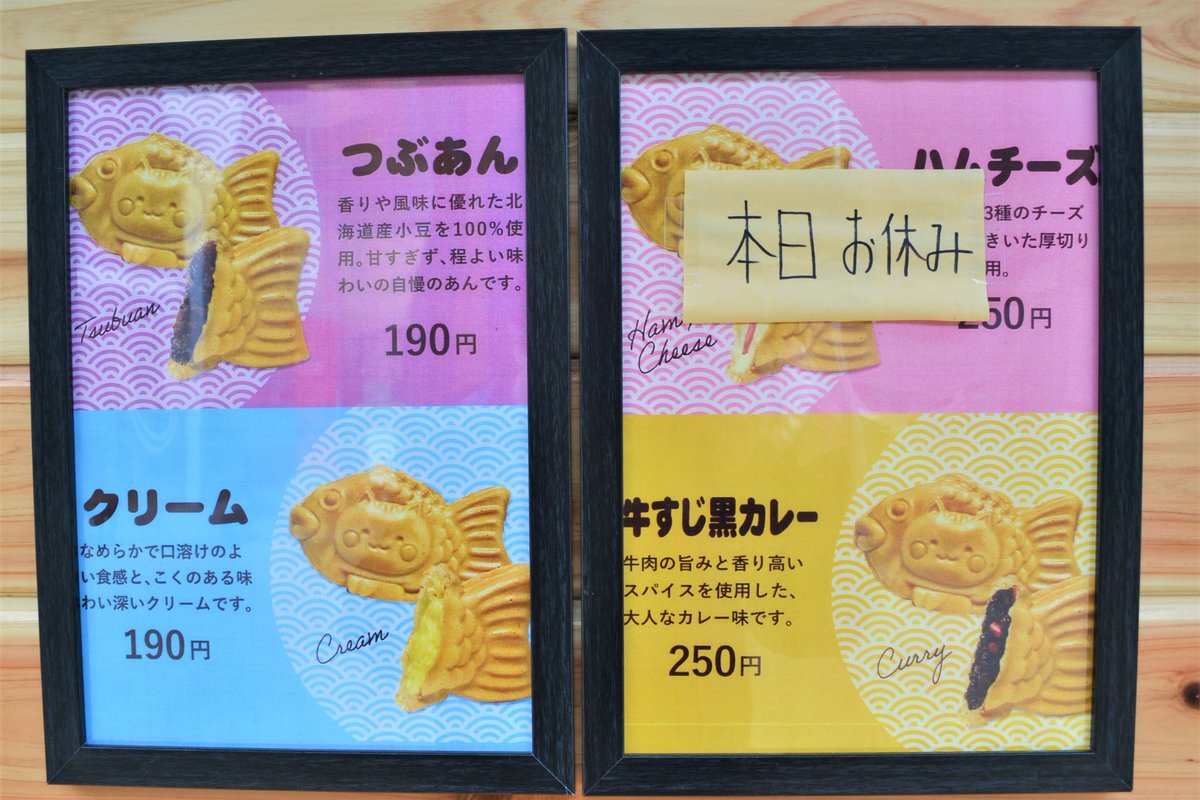 つぶあん
香りや風味に優れた北
海道産小豆を100%使
用。甘すぎず、程よい味
わいの自慢のあんです。
190円
Tsubuan
クリーム
なめらかで口溶けのよ
い食感と、こくのある味
わい深いクリームです。
190円
Cream
ハムチーズ
本日お休み
3種のチーズ
きいた厚切り
用。
250円
Ham
Cheese
牛すじ黒カレー
牛肉の旨みと香り高い
スパイスを使用した、
大人なカレー味です。
250円
Curry